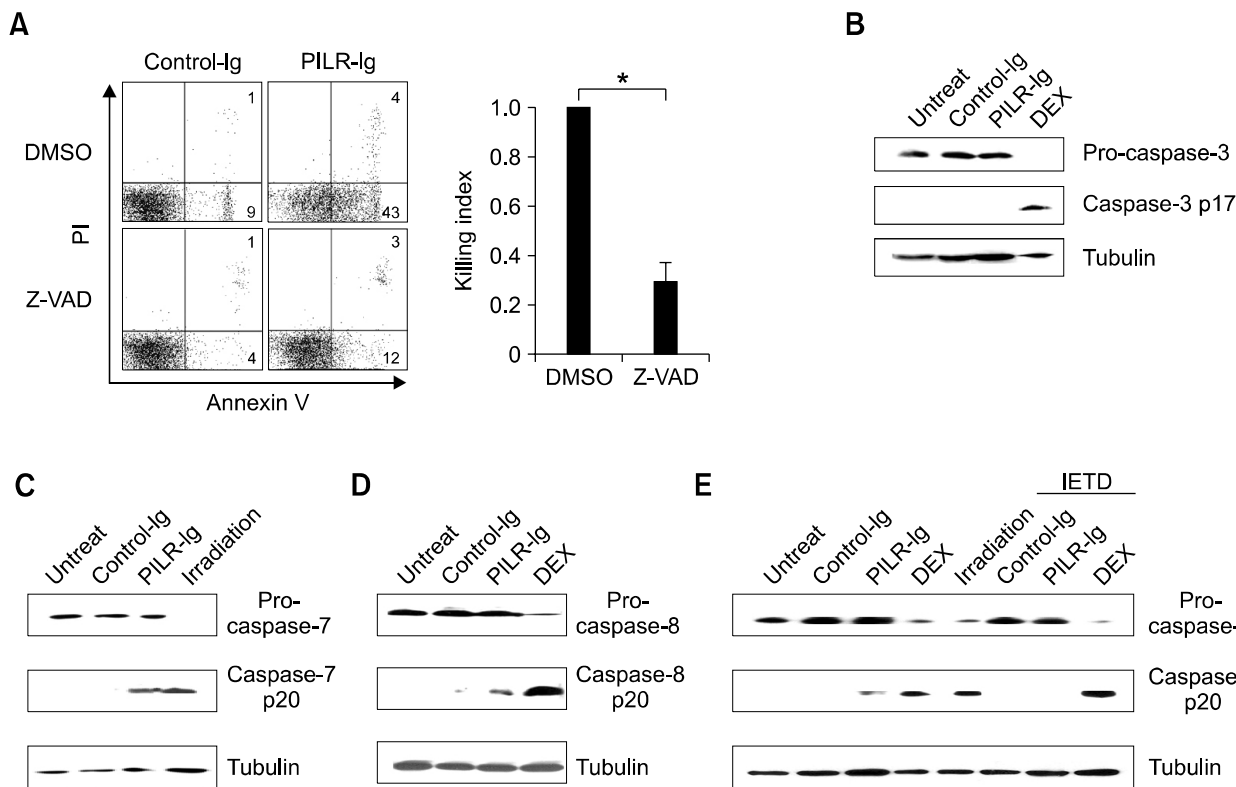 A
Control-Ig PILR-Ig
DMSO
Z-VAD
PI
1
9
4
43
1
4
3
12
Annexin V
Killing index
1.0
0.8
0.6
0.4
0.2
0
*
DMSO Z-VAD
B
Untreat Control-Ig PILR-Ig DEX
Pro-caspase-3
Caspase-3 p17
Tubulin
C
Untreat Control-Ig PILR-Ig Irradiation
Pro-
caspase-7
Caspase-7
p20
Tubulin
D
Untreat Control-Ig PILR-Ig DEX
Pro-
caspase-8
Caspase-8
p20
Tubulin
E
IETD
Untreat Control-Ig PILR-Ig DEX Irradiation Control-Ig PILR-Ig DEX
Pro-
caspase-
Caspase
p20
Tubulin